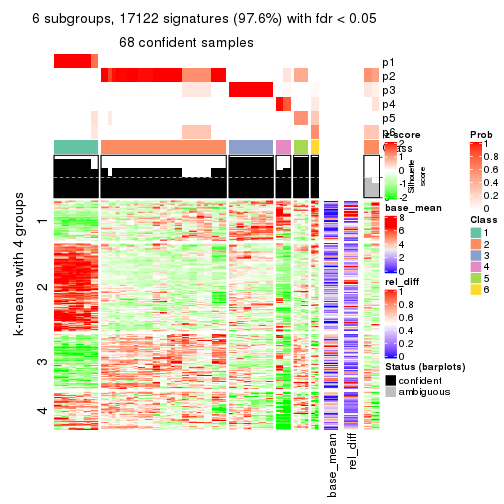 6 subgroups, 17122 signatures (97.6%) with fdr < 0.05
68 confident samples
p1
p2
p3
p4
p5
p6
Class
Silhouette score
k-means with 4 groups
1
2
3
4
base_mean
rel_diff
z-score
2
1
0
-1
-2
base_mean
8
6
4
2
0
rel_diff
1
0.8
0.6
0.4
0.2
0
Status (barplots)
confident
ambiguous
Prob
1
0.8
0.6
0.4
0.2
0
Class
1
2
3
4
5
6